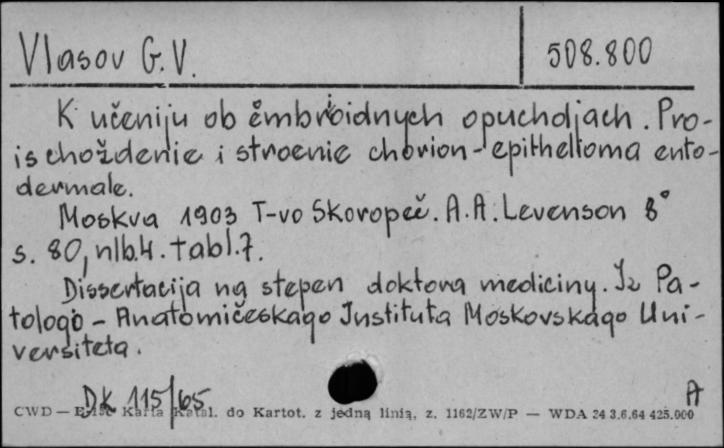 Vlasov G.V. 508.800
K učeniju ob èmbrioidnych opucholjach. Pro-
ischoždenie i stroenie chorion-epithelioma ento-
dermale.
Moskva 1903 T-vo Skoropeč. A.A. Levenson 8°
s. 80, nlb.4. tabl.7.
Dissertacija na stepen doktora mediciny. Iz Pa-
tologo-Anatomičeskago Instituta Moskovskago Uni-
versiteta.
DK 115/65 A
CWD — Karta Katal. do Kartot. z jedną linią, z. 1162/ZW/P — WDA 24 3.6.64 425.000